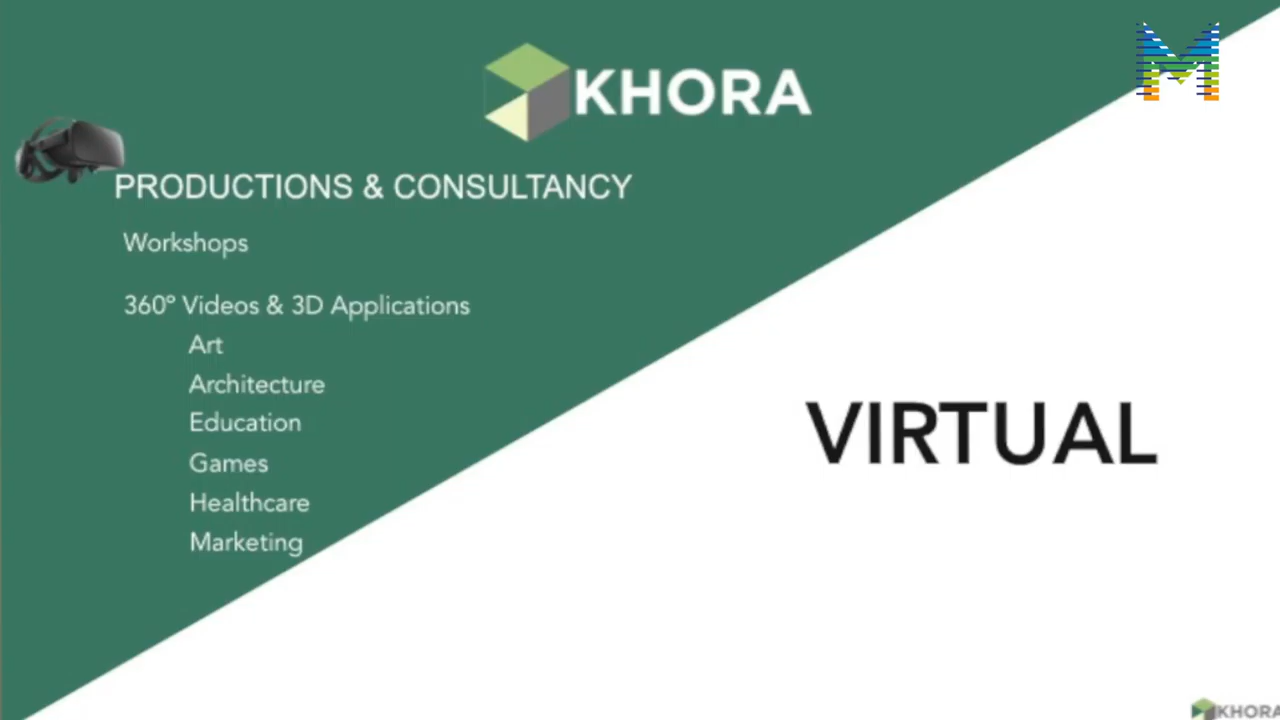 KHORA
M
PRODUCTIONS & CONSULTANCY
Workshops
360º Videos & 3D Applications
Art
Architecture
Education
Games
Healthcare
Marketing
VIRTUAL
KHORA